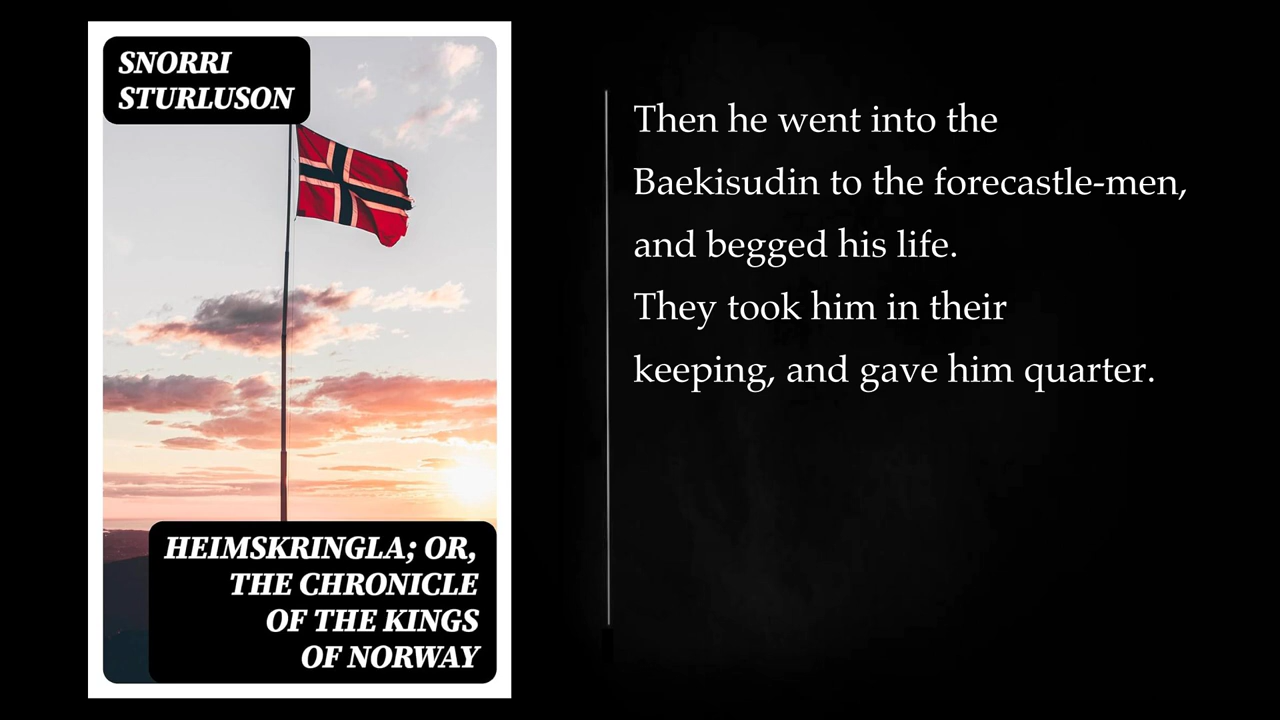 SNORRI
STURLUSON
HEIMSKRINGLA; OR,
THE CHRONICLE
OF THE KINGS
OF NORWAY
Then he went into the
Baekisudin to the forecastle-men,
and begged his life.
They took him in their
keeping, and gave him quarter.